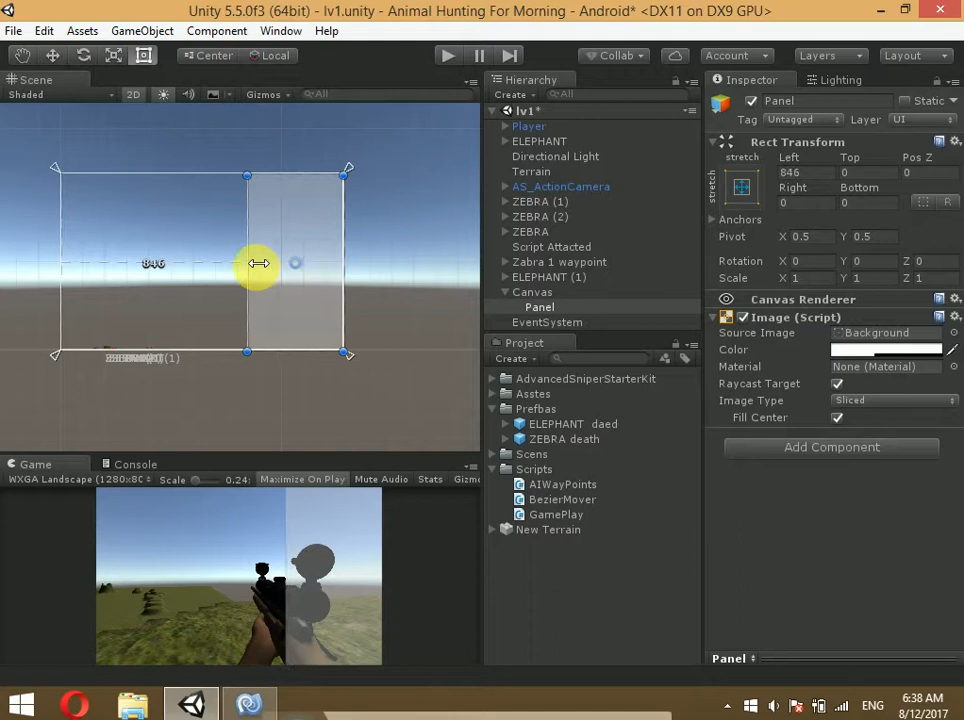 Unity 5.5.0f3 (64bit) - lv1.unity - Animal Hunting For Morning - Android* <DX11 on DX9 GPU>
File Edit Assets GameObject Component Window Help
Center Local Collab Account Layers Layout
Scene
Shaded 2D Gizmos All
846
Game Console
WXGA Landscape (1280x80 Scale 0.24 Maximize On Play Mute Audio Stats Gizmo
Hierarchy
Create All
lv1*
Player
ELEPHANT
Directional Light
Terrain
AS_ActionCamera
ZEBRA (1)
ZEBRA (2)
ZEBRA
Script Attacted
Zabra 1 waypoint
ELEPHANT (1)
Canvas
Panel
EventSystem
Project
Create
AdvancedSniperStarterKit
Asstes
Prefbas
ELEPHANT daed
ZEBRA death
Scens
Scripts
AIWayPoints
BezierMover
GamePlay
New Terrain
Inspector Lighting
Panel Static
Tag Untagged Layer UI
Rect Transform
stretch Left Top Pos Z
stretch 846 0 0
Right Bottom
0 0 R
Anchors
Pivot X 0.5 Y 0.5
Rotation X 0 Y 0 Z 0
Scale X 1 Y 1 Z 1
Canvas Renderer
Image (Script)
Source Image Background
Color
Material None (Material)
Raycast Target
Image Type Sliced
Fill Center
Add Component
Panel
ENG
6:38 AM
8/12/2017